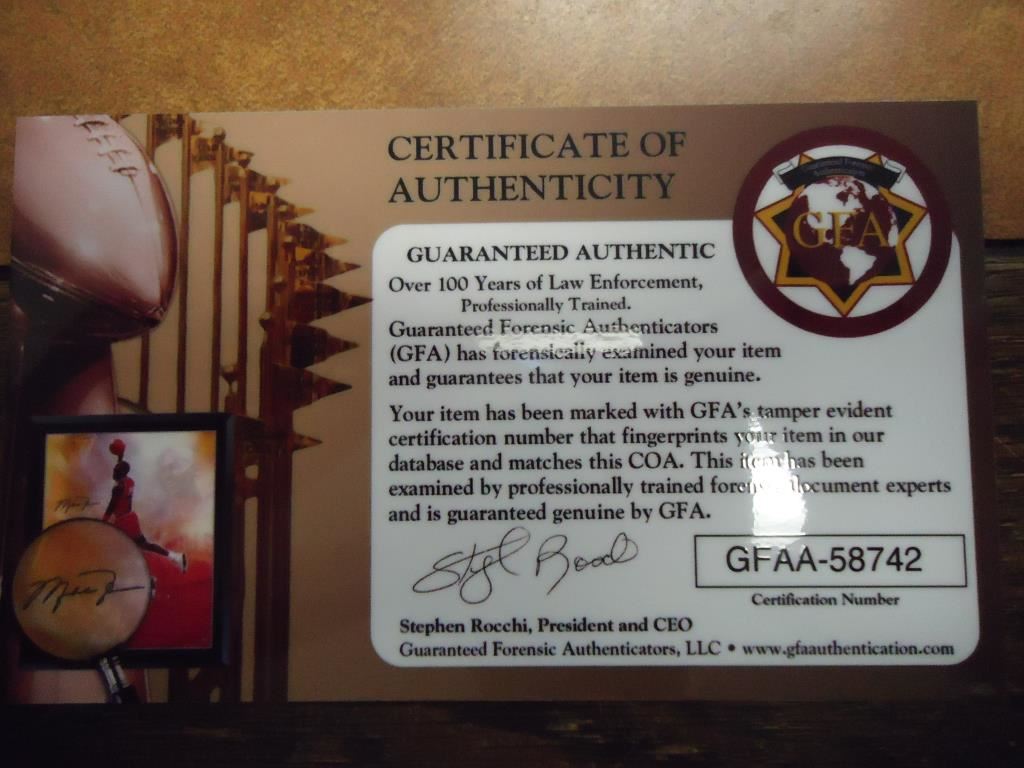 CERTIFICATE OF
AUTHENTICITY
Guaranteed Forensic
Authenticators
GFA
GUARANTEED AUTHENTIC
Over 100 Years of Law Enforcement,
Professionally Trained.
Guaranteed Forensic Authenticators
(GFA) has forensically examined your item
and guarantees that your item is genuine.
Your item has been marked with GFA's tamper evident
certification number that fingerprints your item in our
database and matches this COA. This item has been
examined by professionally trained forensic document experts
and is guaranteed genuine by GFA.
GFAA-58742
Certification Number
Stephen Rocchi, President and CEO
Guaranteed Forensic Authenticators, LLC • www.gfaauthentication.com